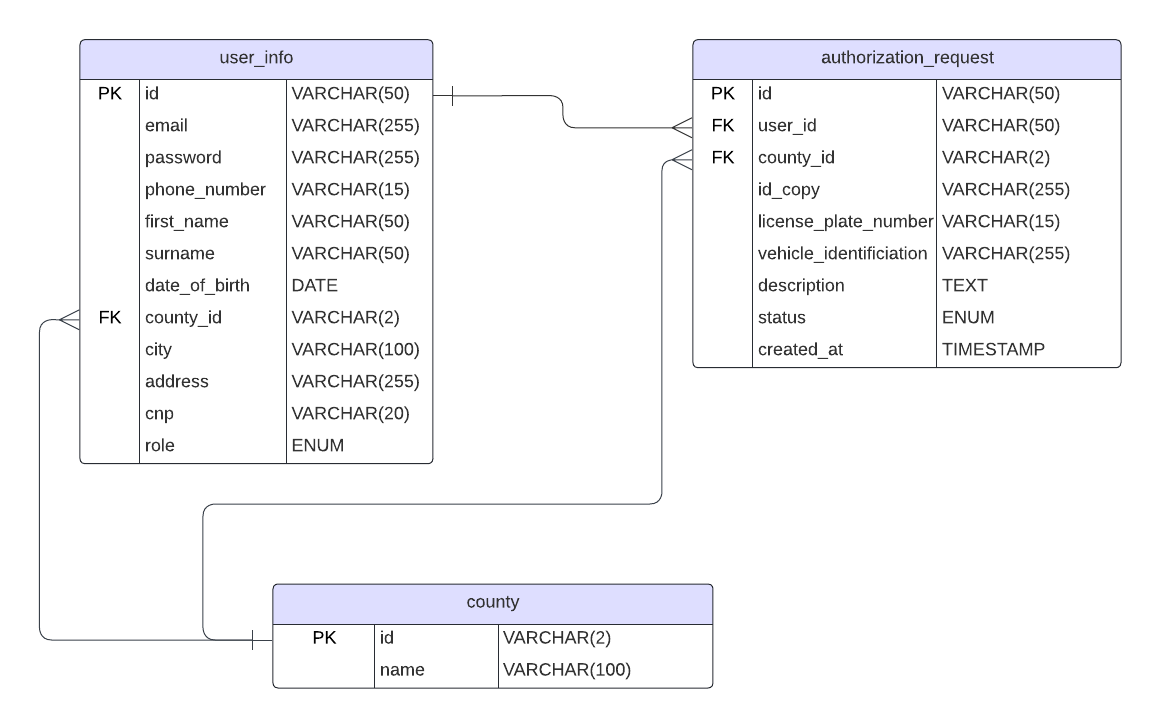 user_info
PK id VARCHAR(50)
email VARCHAR(255)
password VARCHAR(255)
phone_number VARCHAR(15)
first_name VARCHAR(50)
surname VARCHAR(50)
date_of_birth DATE
FK county_id VARCHAR(2)
city VARCHAR(100)
address VARCHAR(255)
cnp VARCHAR(20)
role ENUM
authorization_request
PK id VARCHAR(50)
FK user_id VARCHAR(50)
FK county_id VARCHAR(2)
id_copy VARCHAR(255)
license_plate_number VARCHAR(15)
vehicle_identificiation VARCHAR(255)
description TEXT
status ENUM
created_at TIMESTAMP
county
PK id VARCHAR(2)
name VARCHAR(100)